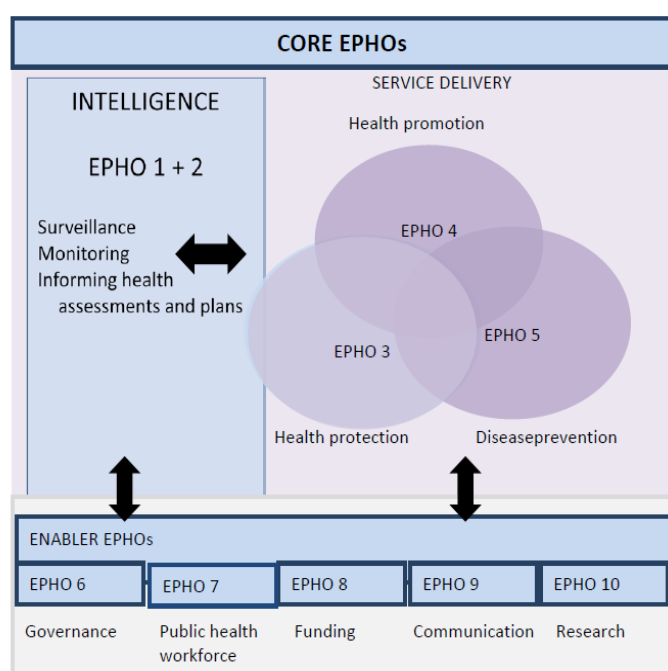 CORE EPHOs
INTELLIGENCE
EPHO 1 + 2
Surveillance
Monitoring
Informing health
assessments and plans
SERVICE DELIVERY
Health promotion
EPHO 4
EPHO 3
EPHO 5
Health protection
Diseaseprevention
ENABLER EPHOs
EPHO 6
EPHO 7
EPHO 8
EPHO 9
EPHO 10
Governance
Public health
workforce
Funding
Communication
Research